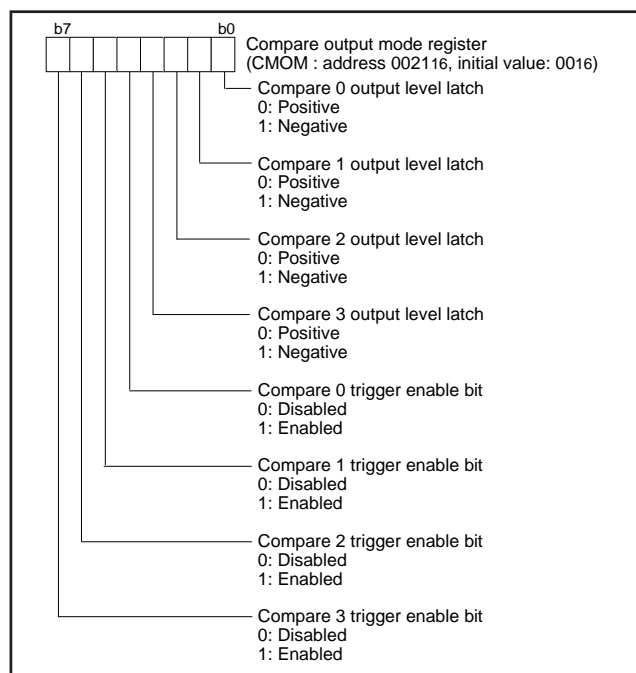 b7 b0
Compare output mode register
(CMOM : address 002116, initial value: 0016)
Compare 0 output level latch
0: Positive
1: Negative
Compare 1 output level latch
0: Positive
1: Negative
Compare 2 output level latch
0: Positive
1: Negative
Compare 3 output level latch
0: Positive
1: Negative
Compare 0 trigger enable bit
0: Disabled
1: Enabled
Compare 1 trigger enable bit
0: Disabled
1: Enabled
Compare 2 trigger enable bit
0: Disabled
1: Enabled
Compare 3 trigger enable bit
0: Disabled
1: Enabled